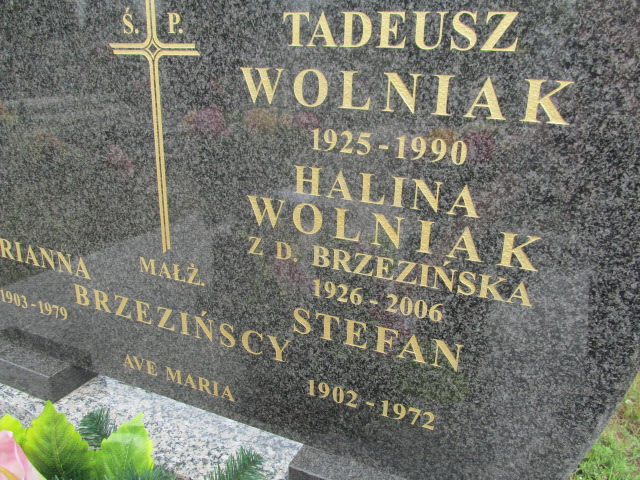 Ś. P.
TADEUSZ
WOLNIAK
1925 - 1990
HALINA
WOLNIAK
Z D. BRZEZIŃSKA
1926 - 2006
RIANNA MAŁŻ. STEFAN
1903 - 1979 BRZEZIŃSCY 1902 - 1972
AVE MARIA